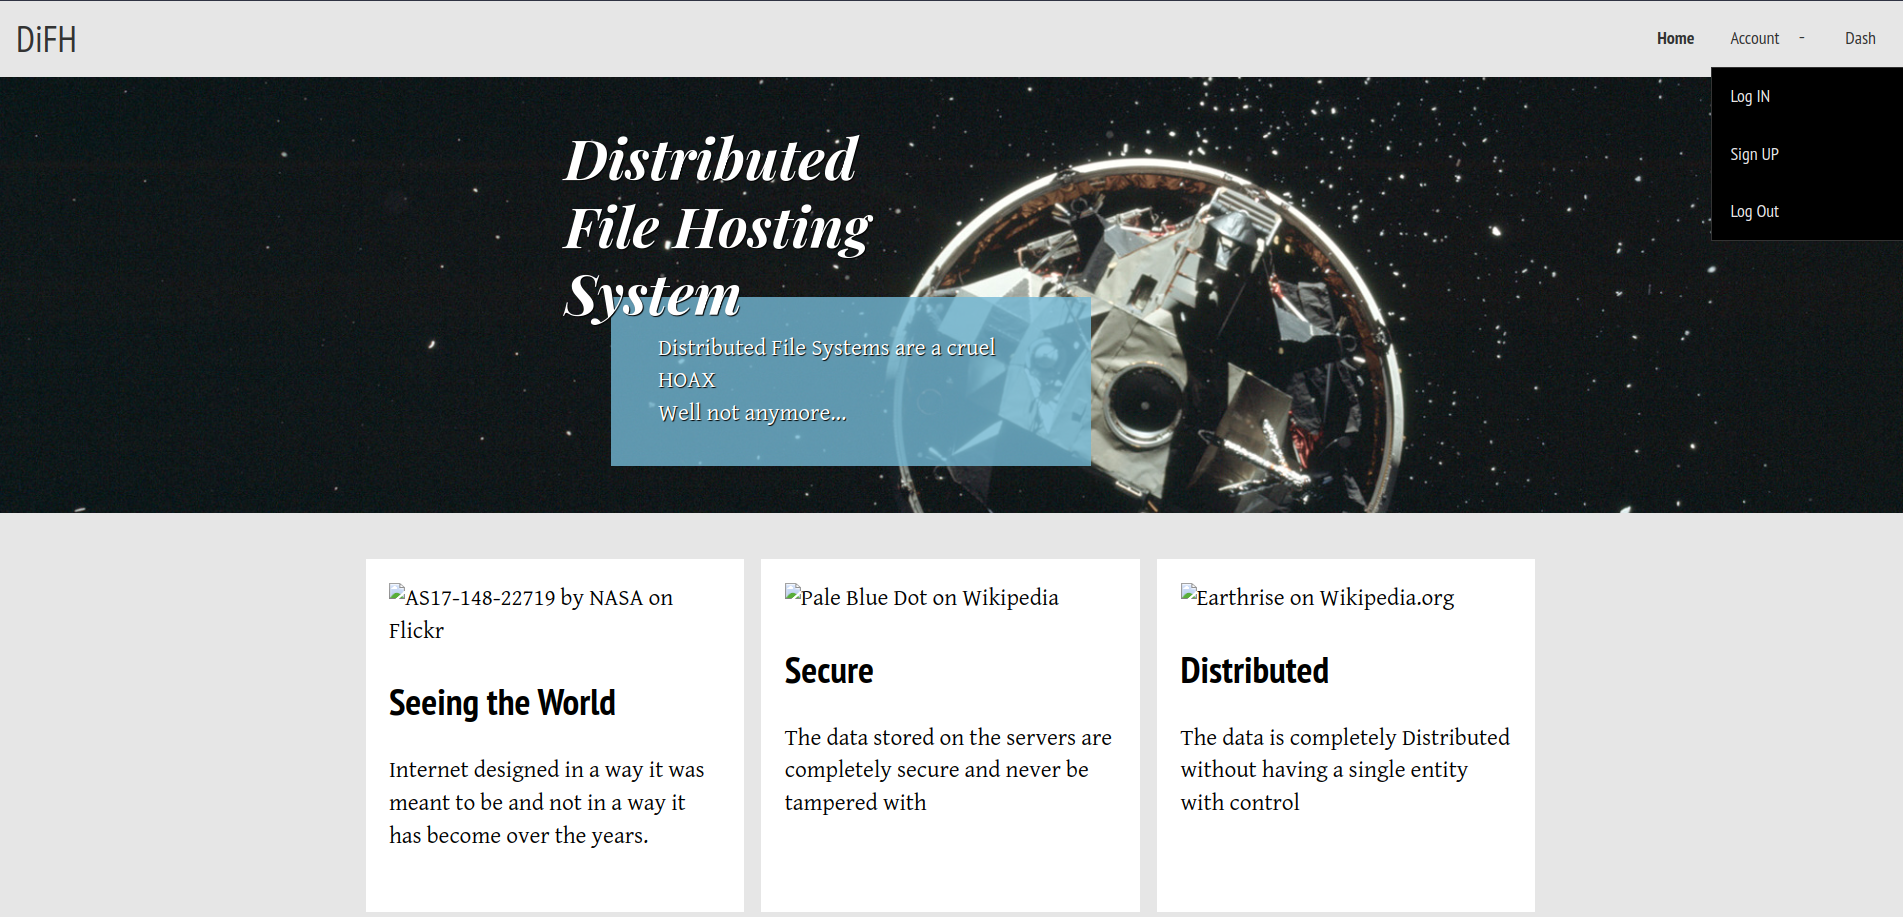 DiFH
Home Account - Dash
Log IN
Sign UP
Log Out
Distributed
File Hosting
System
Distributed File Systems are a cruel
HOAX
Well not anymore...
AS17-148-22719 by NASA on
Flickr
Seeing the World
Internet designed in a way it was
meant to be and not in a way it
has become over the years.
Pale Blue Dot on Wikipedia
Secure
The data stored on the servers are
completely secure and never be
tampered with
Earthrise on Wikipedia.org
Distributed
The data is completely Distributed
without having a single entity
with control